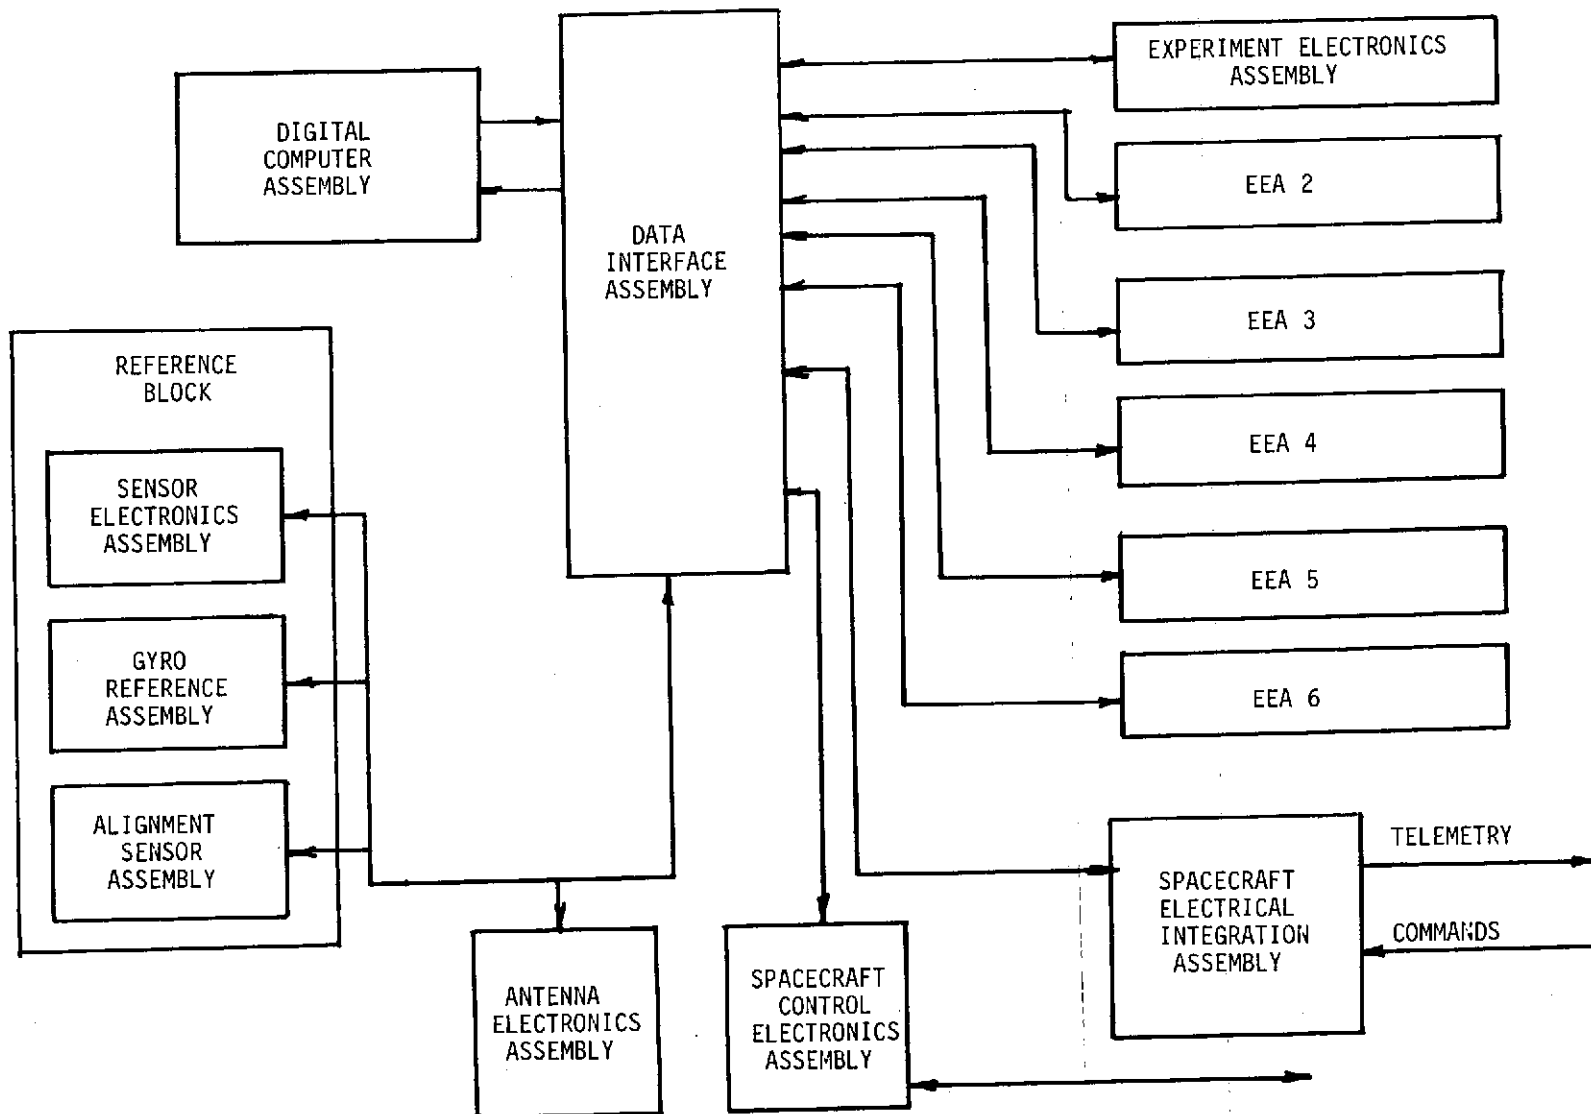 EXPERIMENT ELECTRONICS
ASSEMBLY
DIGITAL
COMPUTER
ASSEMBLY
EEA 2
DATA
INTERFACE
ASSEMBLY
EEA 3
REFERENCE
BLOCK
EEA 4
SENSOR
ELECTRONICS
ASSEMBLY
EEA 5
GYRO
REFERENCE
ASSEMBLY
EEA 6
ALIGNMENT
SENSOR
ASSEMBLY
TELEMETRY
SPACECRAFT
ELECTRICAL
INTEGRATION
ASSEMBLY
COMMANDS
ANTENNA
ELECTRONICS
ASSEMBLY
SPACECRAFT
CONTROL
ELECTRONICS
ASSEMBLY